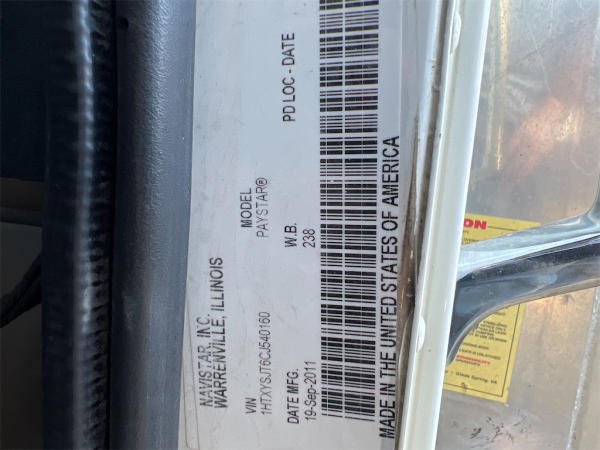 NAVISTAR, INC.
WARRENVILLE, ILLINOIS
VIN MODEL
1HTXYSJT6CJ540160 PAYSTAR®
DATE MFG. W.B. PD LOC - DATE
19-Sep-2011 238
MADE IN THE UNITED STATES OF AMERICA